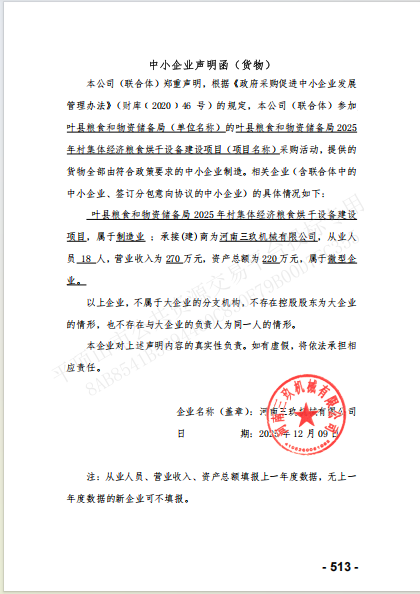 中小企业声明函（货物）
本公司（联合体）郑重声明，根据《政府采购促进中小企业发展
管理办法》（财库（2020）46 号）的规定，本公司（联合体）参加
叶县粮食和物资储备局（单位名称）的叶县粮食和物资储备局 2025
年村集体经济粮食烘干设备建设项目（项目名称）采购活动，提供的
货物全部由符合政策要求的中小企业制造。相关企业（含联合体中的
中小企业、签订分包意向协议的中小企业）的具体情况如下：
叶县粮食和物资储备局 2025 年村集体经济粮食烘干设备建设
项目，属于制造业 ；承接(建)商为河南三玖机械有限公司，从业人
员 18 人，营业收入为 270 万元，资产总额为 220 万元，属于微型企
业。
以上企业，不属于大企业的分支机构，不存在控股股东为大企业
的情形，也不存在与大企业的负责人为同一人的情形。
本企业对上述声明内容的真实性负责。如有虚假，将依法承担相
应责任。
企业名称（盖章）：河南三玖机械有限公司
日 期：2025 年 12 月 09 日
河南三玖机械有限公司
注：从业人员、营业收入、资产总额填报上一年度数据，无上一
年度数据的新企业可不填报。
- 513 -